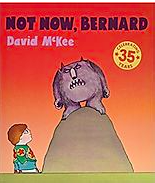 NOT NOW, BERNARD
David McKee
CELEBRATING
35
YEARS